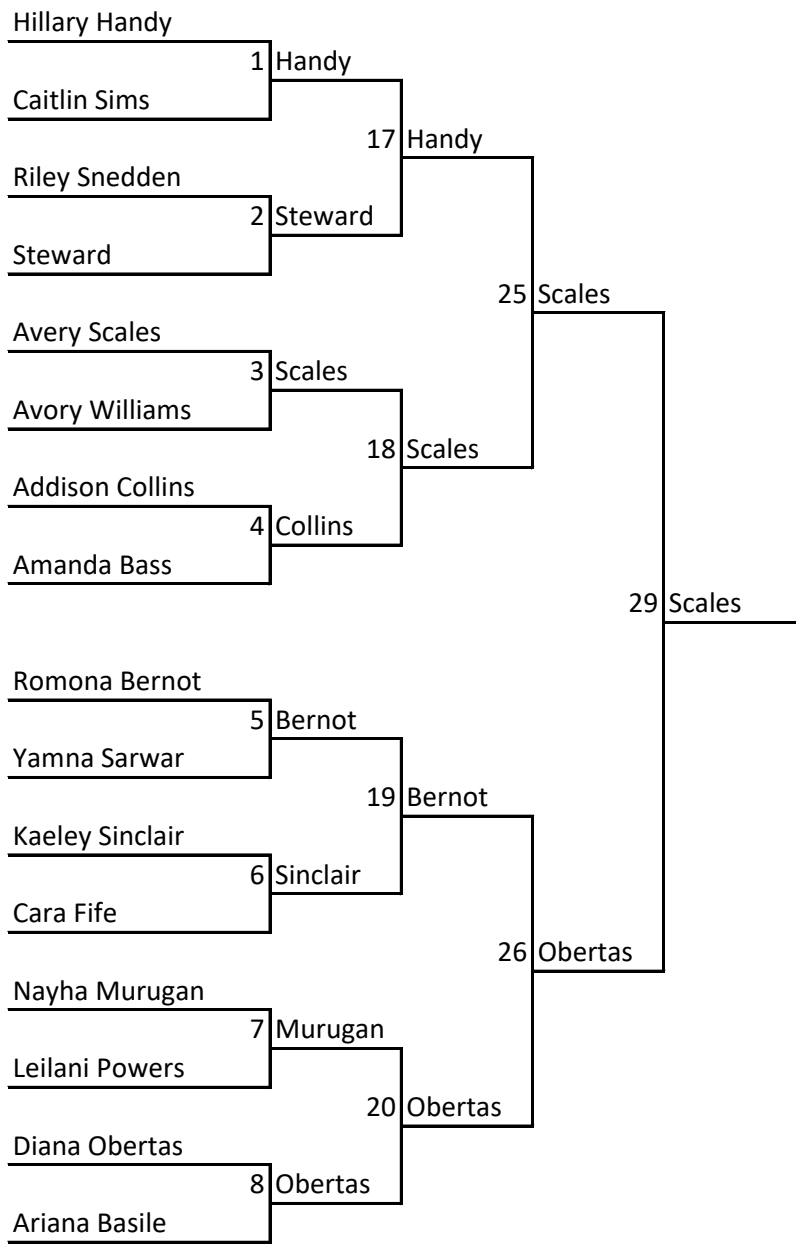 Hillary Handy
1 Handy
Caitlin Sims
17 Handy
Riley Snedden
2 Steward
Steward
25 Scales
Avery Scales
3 Scales
Avory Williams
18 Scales
Addison Collins
4 Collins
Amanda Bass
29 Scales
Romona Bernot
5 Bernot
Yamna Sarwar
19 Bernot
Kaeley Sinclair
6 Sinclair
Cara Fife
26 Obertas
Nayha Murugan
7 Murugan
Leilani Powers
20 Obertas
Diana Obertas
8 Obertas
Ariana Basile